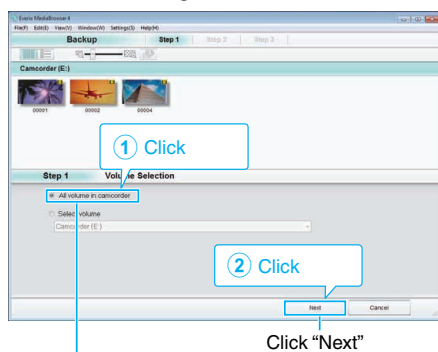 Everio MediaBrowser 4
File(F) Edit(E) View(V) Window(W) Settings(S) Help(H)
Backup Step 1 Step 2 Step 3
Camcorder (E:)
00001 00002 00004
1 Click
Step 1 Volume Selection
All volume in camcorder
Select volume
Camcorder (E:)
2 Click
Next Cancel
Click “Next”